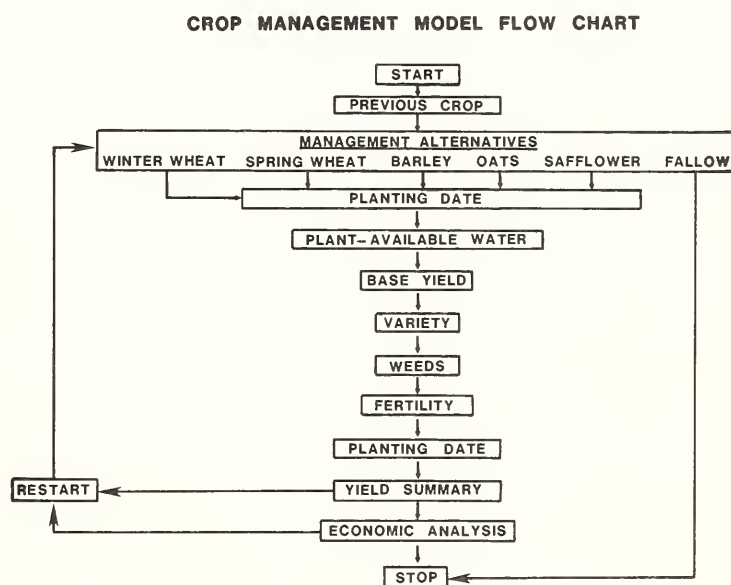 CROP MANAGEMENT MODEL FLOW CHART
START
PREVIOUS CROP
MANAGEMENT ALTERNATIVES
WINTER WHEAT SPRING WHEAT BARLEY OATS SAFFLOWER FALLOW
PLANTING DATE
PLANT-AVAILABLE WATER
BASE YIELD
VARIETY
WEEDS
FERTILITY
PLANTING DATE
RESTART YIELD SUMMARY
ECONOMIC ANALYSIS
STOP